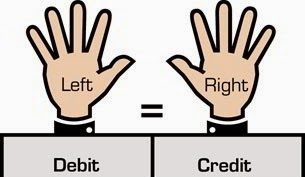 Left Right
=
Debit Credit